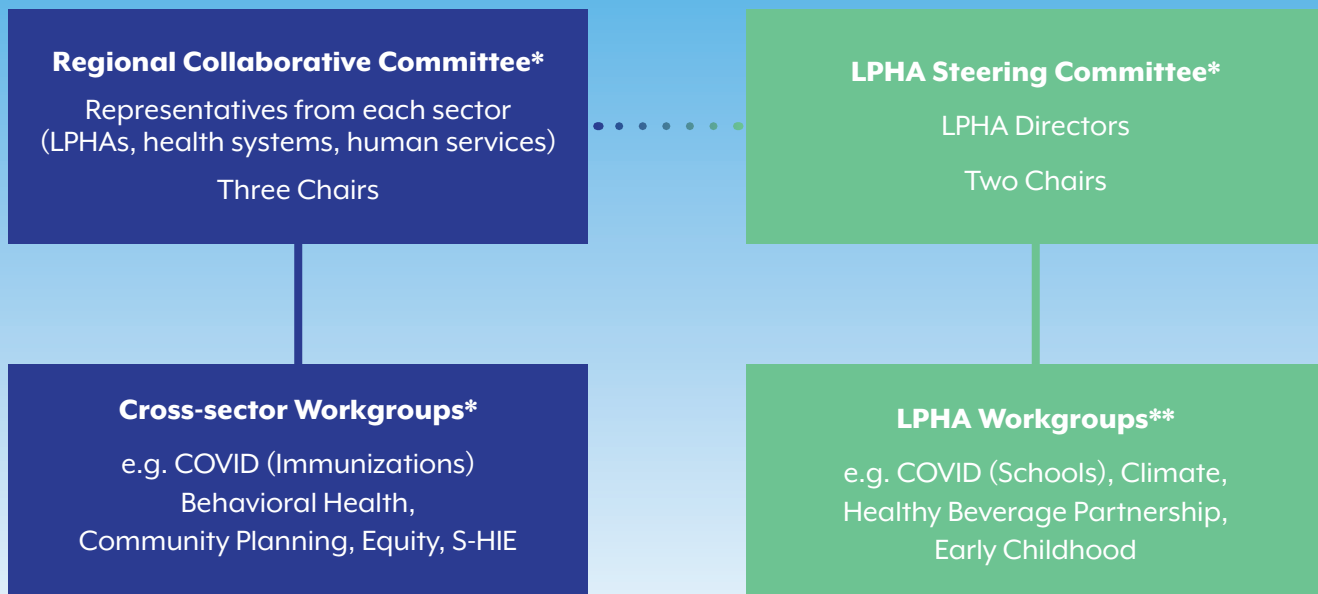 Regional Collaborative Committee*
Representatives from each sector
(LPHAs, health systems, human services)
Three Chairs
LPHA Steering Committee*
LPHA Directors
Two Chairs
Cross-sector Workgroups*
e.g. COVID (Immunizations)
Behavioral Health,
Community Planning, Equity, S-HIE
LPHA Workgroups**
e.g. COVID (Schools), Climate,
Healthy Beverage Partnership,
Early Childhood